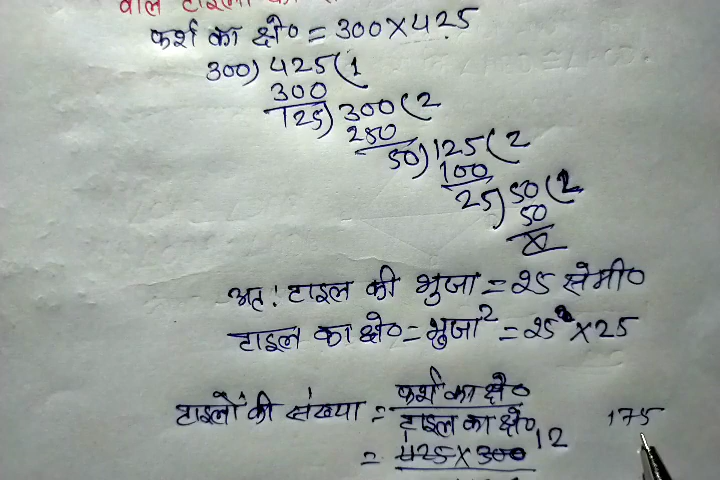 वाले टाइलों
फर्श का क्षे० = 300×425
300) 425(1
300
125) 300(2
250
50) 125(2
100
25) 50(2
50
×
अतः टाइल की भुजा = 25 सेमी०
टाइल का क्षे० = भुजा² = 25 × 25
टाइलों की संख्या = फर्श का क्षे०
टाइल का क्षे०
175
= 425×300 12